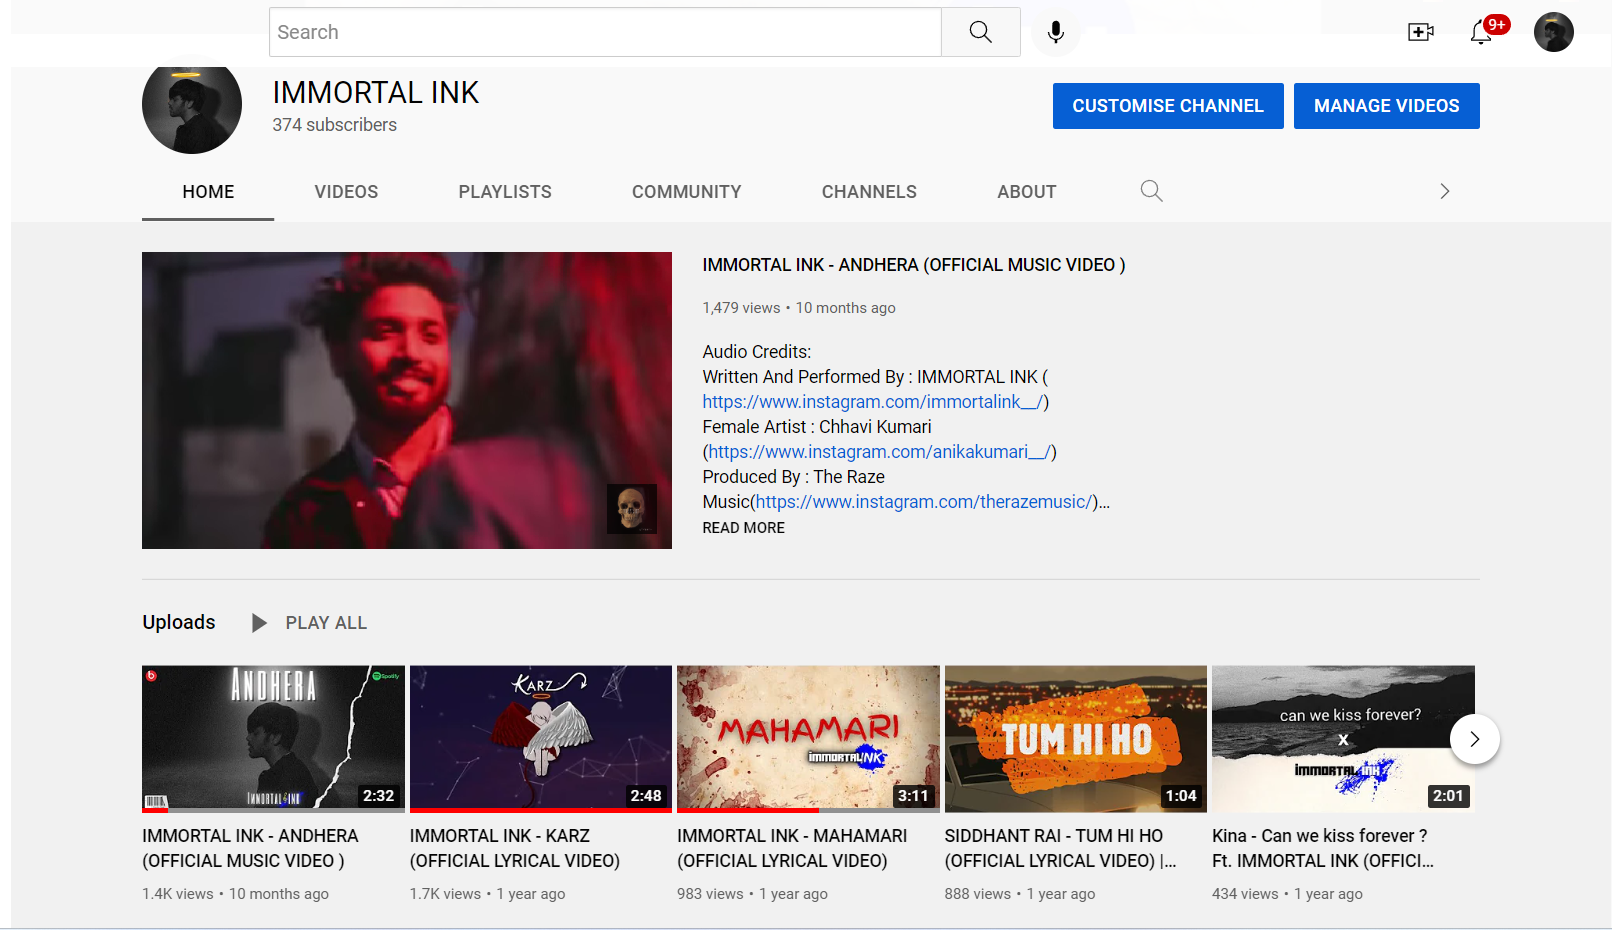 Search
9+
IMMORTAL INK
374 subscribers
CUSTOMISE CHANNEL
MANAGE VIDEOS
HOME
VIDEOS
PLAYLISTS
COMMUNITY
CHANNELS
ABOUT
IMMORTAL INK - ANDHERA (OFFICIAL MUSIC VIDEO )
1,479 views • 10 months ago
Audio Credits:
Written And Performed By : IMMORTAL INK (
https://www.instagram.com/immortalink__/)
Female Artist : Chhavi Kumari
(https://www.instagram.com/anikakumari__/)
Produced By : The Raze
Music(https://www.instagram.com/therazemusic/)...
READ MORE
Uploads
PLAY ALL
ANDHERA
Spotify
IMMORTAL INK
2:32
KARZ
2:48
MAHAMARI
IMMORTAL INK
3:11
TUM HI HO
1:04
can we kiss forever?
X
IMMORTAL INK
2:01
IMMORTAL INK - ANDHERA
(OFFICIAL MUSIC VIDEO )
1.4K views • 10 months ago
IMMORTAL INK - KARZ
(OFFICIAL LYRICAL VIDEO)
1.7K views • 1 year ago
IMMORTAL INK - MAHAMARI
(OFFICIAL LYRICAL VIDEO)
983 views • 1 year ago
SIDDHANT RAI - TUM HI HO
(OFFICIAL LYRICAL VIDEO) |...
888 views • 1 year ago
Kina - Can we kiss forever ?
Ft. IMMORTAL INK (OFFICI...
434 views • 1 year ago